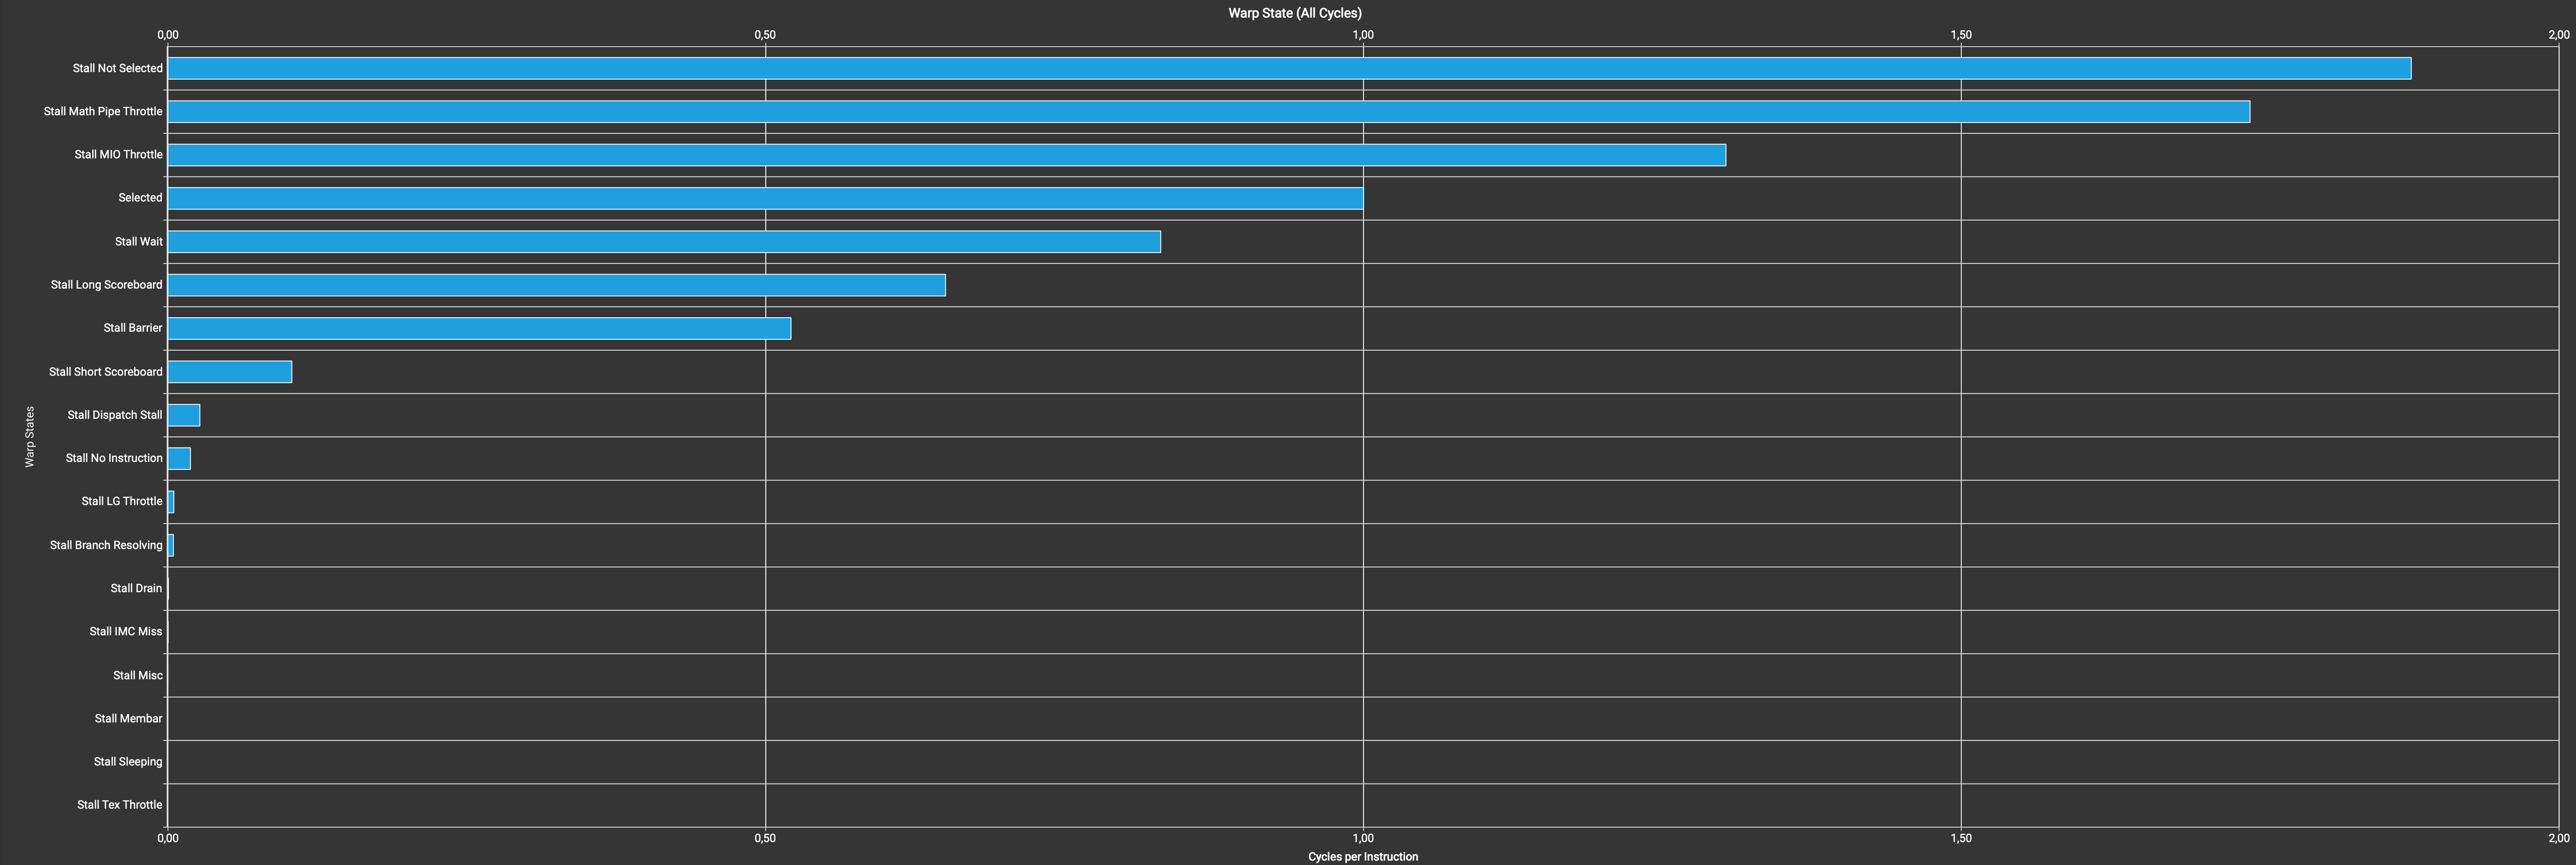 Warp State (All Cycles)
0,00 0,50 1,00 1,50 2,00
Stall Not Selected
Stall Math Pipe Throttle
Stall MIO Throttle
Selected
Stall Wait
Stall Long Scoreboard
Stall Barrier
Stall Short Scoreboard
Stall Dispatch Stall
Stall No Instruction
Stall LG Throttle
Stall Branch Resolving
Stall Drain
Stall IMC Miss
Stall Misc
Stall Membar
Stall Sleeping
Stall Tex Throttle
Warp States
0,00 0,50 1,00 1,50 2,00
Cycles per Instruction